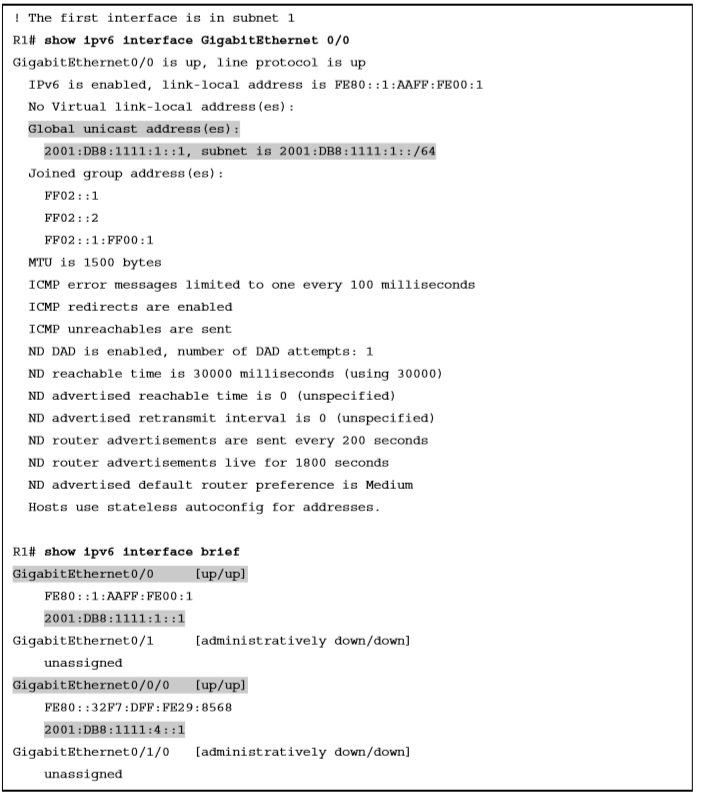 ! The first interface is in subnet 1
R1# show ipv6 interface GigabitEthernet 0/0
GigabitEthernet0/0 is up, line protocol is up
IPv6 is enabled, link-local address is FE80::1:AAFF:FE00:1
No Virtual link-local address(es):
Global unicast address(es):
2001:DB8:1111:1::1, subnet is 2001:DB8:1111:1::/64
Joined group address(es):
FF02::1
FF02::2
FF02::1:FF00:1
MTU is 1500 bytes
ICMP error messages limited to one every 100 milliseconds
ICMP redirects are enabled
ICMP unreachables are sent
ND DAD is enabled, number of DAD attempts: 1
ND reachable time is 30000 milliseconds (using 30000)
ND advertised reachable time is 0 (unspecified)
ND advertised retransmit interval is 0 (unspecified)
ND router advertisements are sent every 200 seconds
ND router advertisements live for 1800 seconds
ND advertised default router preference is Medium
Hosts use stateless autoconfig for addresses.
R1# show ipv6 interface brief
GigabitEthernet0/0 [up/up]
FE80::1:AAFF:FE00:1
2001:DB8:1111:1::1
GigabitEthernet0/1 [administratively down/down]
unassigned
GigabitEthernet0/0/0 [up/up]
FE80::32F7:DFF:FE29:8568
2001:DB8:1111:4::1
GigabitEthernet0/1/0 [administratively down/down]
unassigned